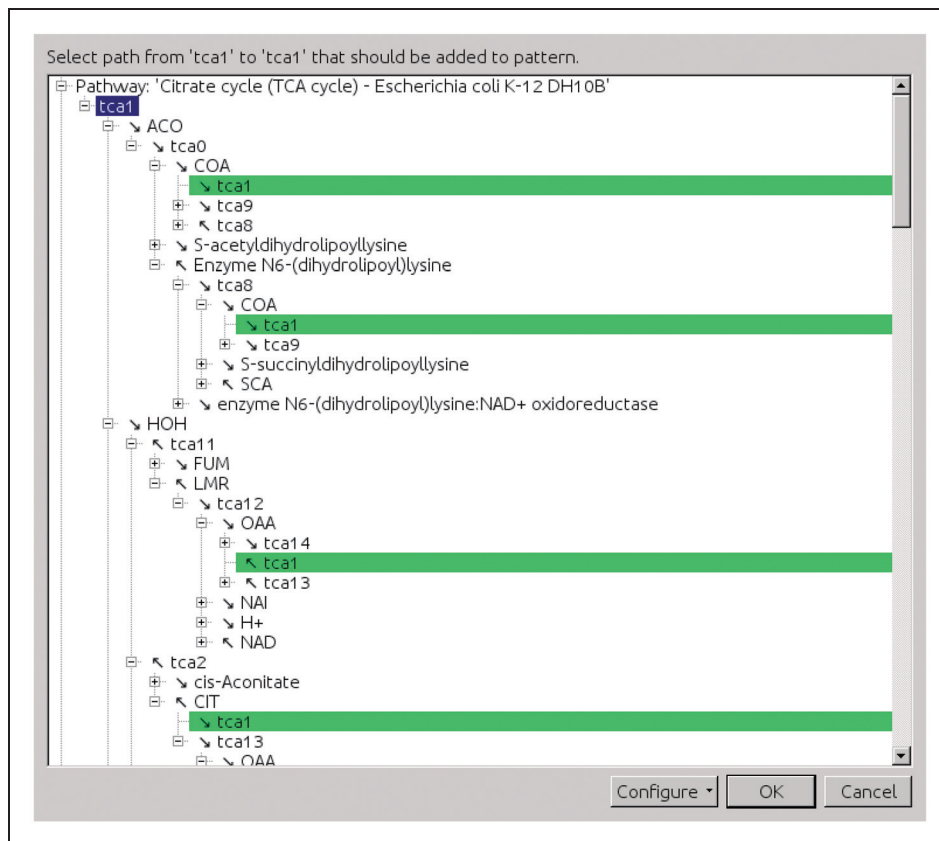 Select path from 'tca1' to 'tca1' that should be added to pattern.
Pathway: 'Citrate cycle (TCA cycle) - Escherichia coli K-12 DH10B'
tca1
↘ ACO
↘ tca0
↘ COA
↘ tca1
↘ tca9
↖ tca8
↘ S-acetyldihydrolipoyllysine
↖ Enzyme N6-(dihydrolipoyl)lysine
↘ tca8
↘ COA
↘ tca1
↘ tca9
↘ S-succinyldihydrolipoyllysine
↖ SCA
↘ enzyme N6-(dihydrolipoyl)lysine:NAD+ oxidoreductase
↘ HOH
↖ tca11
↘ FUM
↖ LMR
↘ tca12
↘ OAA
↘ tca14
↖ tca1
↖ tca13
↘ NAI
↘ H+
↖ NAD
↖ tca2
↘ cis-Aconitate
↖ CIT
↘ tca1
↘ tca13
↘ OAA
Configure OK Cancel